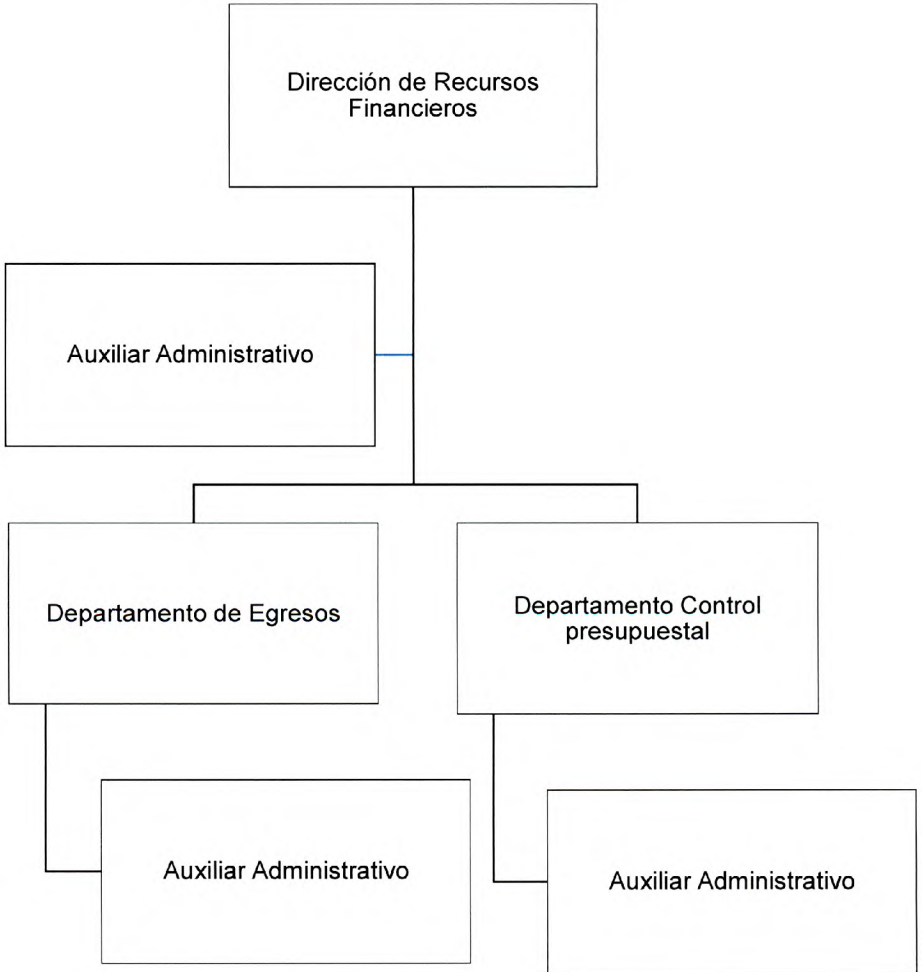 Dirección de Recursos
Financieros
Auxiliar Administrativo
Departamento de Egresos
Departamento Control
presupuestal
Auxiliar Administrativo
Auxiliar Administrativo